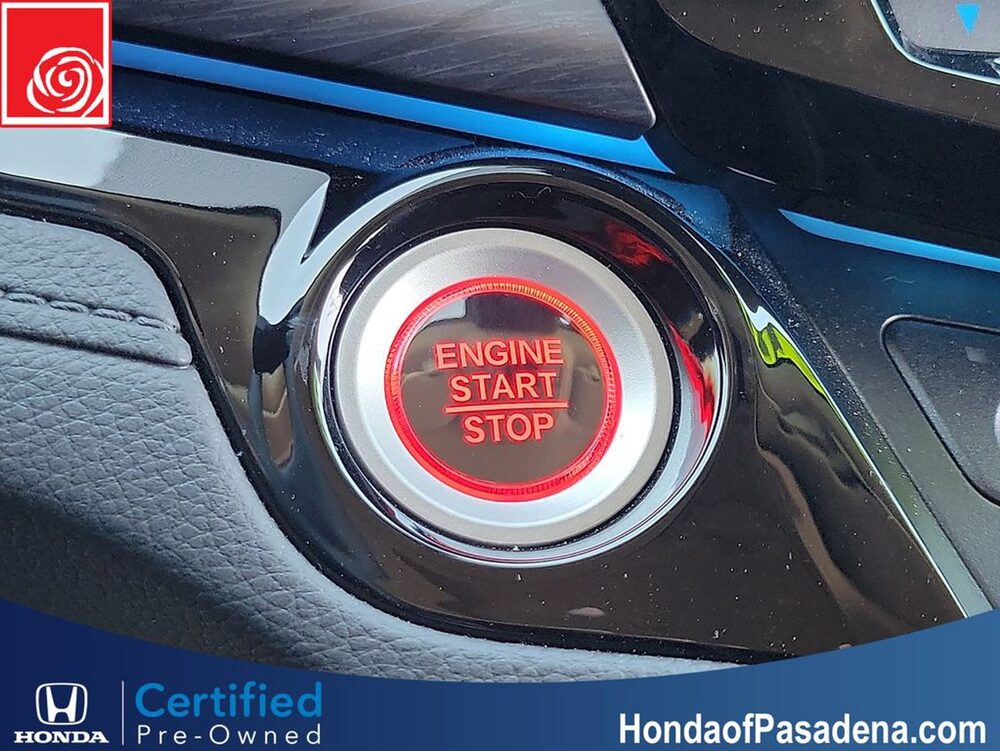 ENGINE
START
STOP
HONDA
Certified
Pre-Owned
HondaofPasadena.com